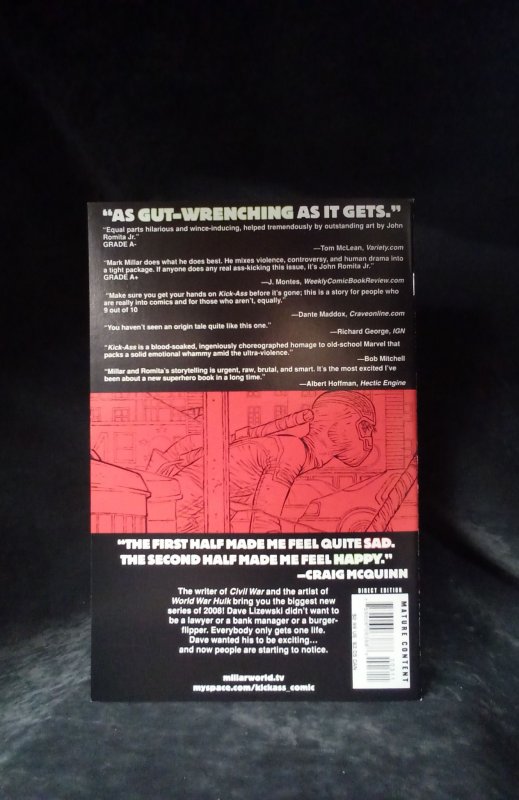 "AS GUT-WRENCHING AS IT GETS."
"Equal parts hilarious and wince-inducing, helped tremendously by outstanding art by John
Romita Jr."
GRADE A-
—Tom McLean, Variety.com
"Mark Millar does what he does best. He mixes violence, controversy, and human drama into
a tight package. If anyone does any real ass-kicking this issue, it's John Romita Jr."
GRADE A+
—J. Montes, WeeklyComicBookReview.com
"Make sure you get your hands on Kick-Ass before it's gone; this is a story for people who
are really into comics and for those who aren't, equally."
9 out of 10
—Dante Maddox, Craveonline.com
"You haven't seen an origin tale quite like this one."
—Richard George, IGN
"Kick-Ass is a blood-soaked, ingeniously choreographed homage to old-school Marvel that
packs a solid emotional whammy amid the ultra-violence."
—Bob Mitchell
"Millar and Romita's storytelling is urgent, raw, brutal, and smart. It's the most excited I've
been about a new superhero book in a long time."
—Albert Hoffman, Hectic Engine
"THE FIRST HALF MADE ME FEEL QUITE SAD.
THE SECOND HALF MADE ME FEEL HAPPY."
—CRAIG MCQUINN
The writer of Civil War and the artist of
World War Hulk bring you the biggest new
series of 2008! Dave Lizewski didn't want to
be a lawyer or a bank manager or a burger-
flipper. Everybody only gets one life.
Dave wanted his to be exciting...
and now people are starting to notice.
millarworld.tv
myspace.com/kickass_comic
DIRECT EDITION
MATURE CONTENT